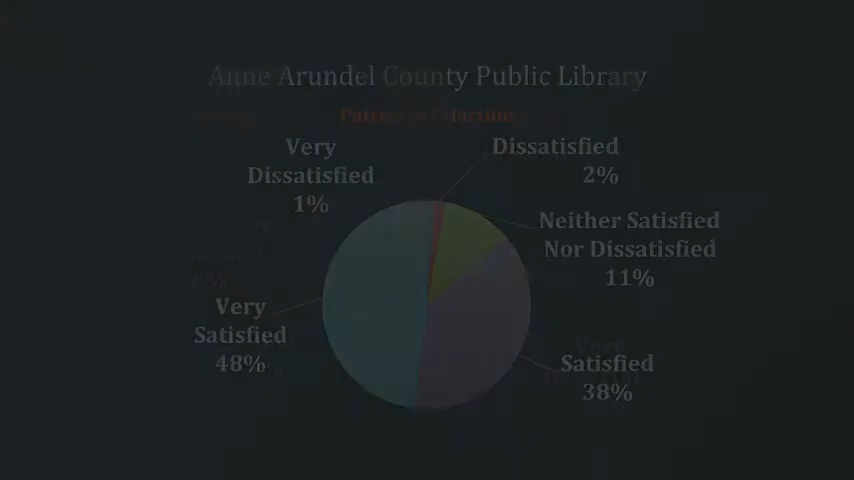 Anne Arundel County Public Library
Very
Dissatisfied
1%
Dissatisfied
2%
Neither Satisfied
Nor Dissatisfied
11%
Very
Satisfied
48%
Satisfied
38%